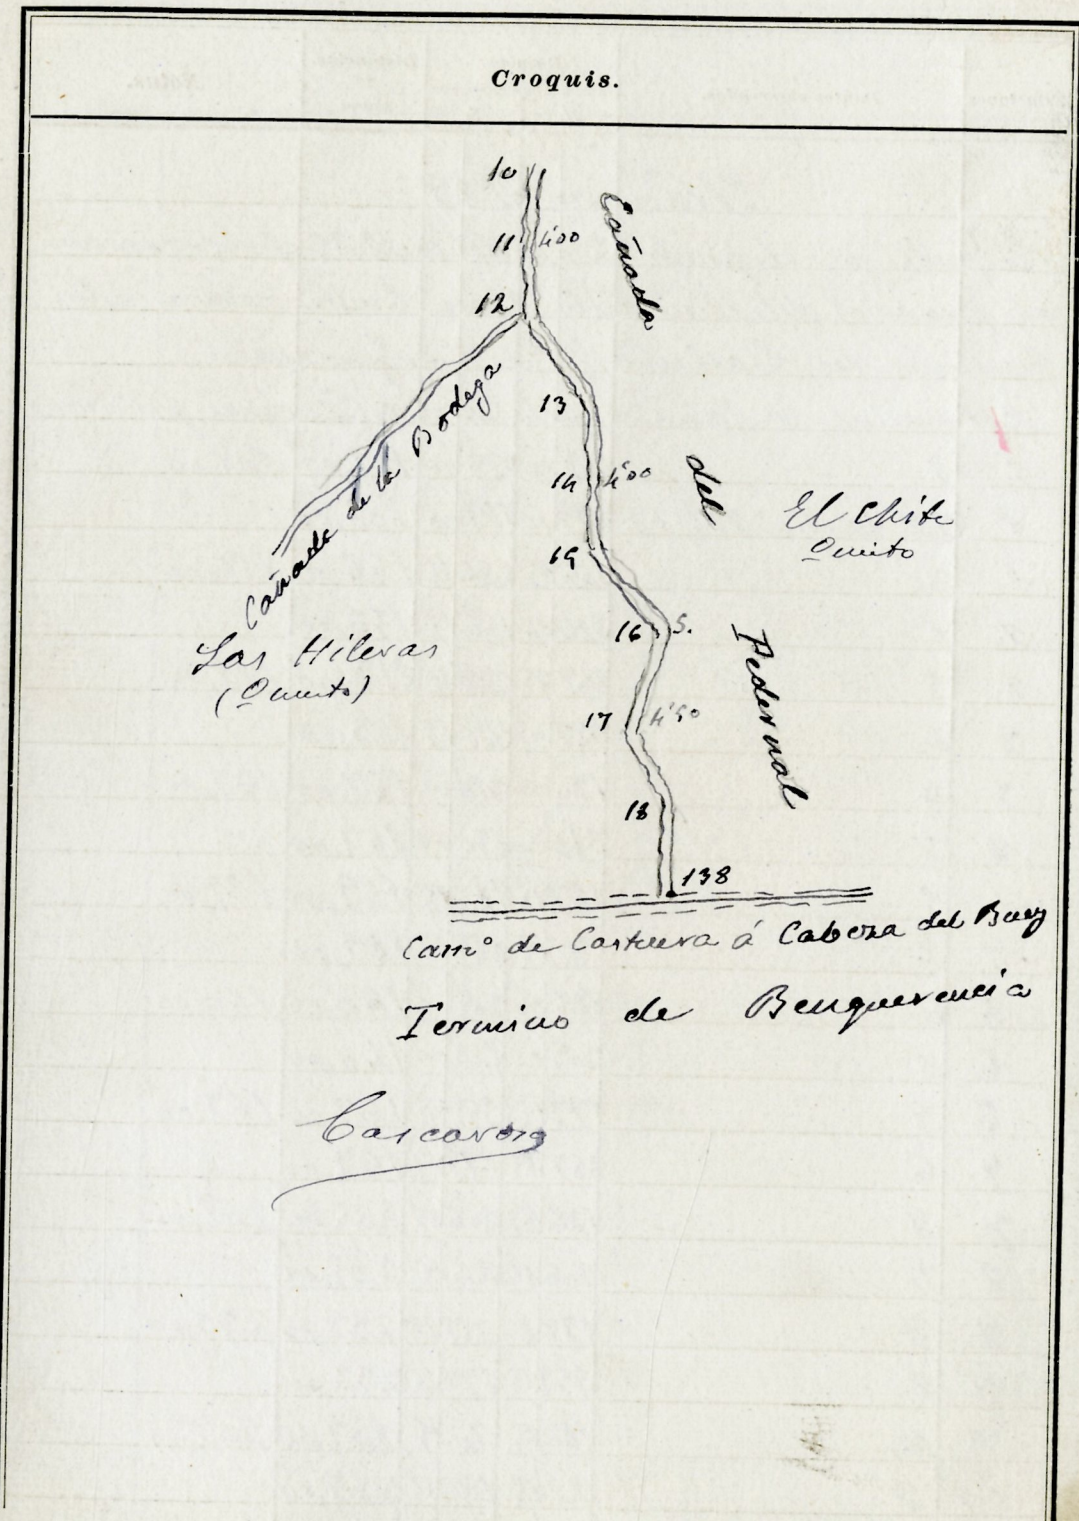 Croquis.
10
11 4'00
12
Cañada del Pedernal
Cañada de la Bodega
13
14 4'00
15
El Chite
Quinto
16 5.
Las Hileras
(Quinto)
17 4'50
18
138
Camº de Castuera á Cabeza del Buey
Termino de Benquerencia